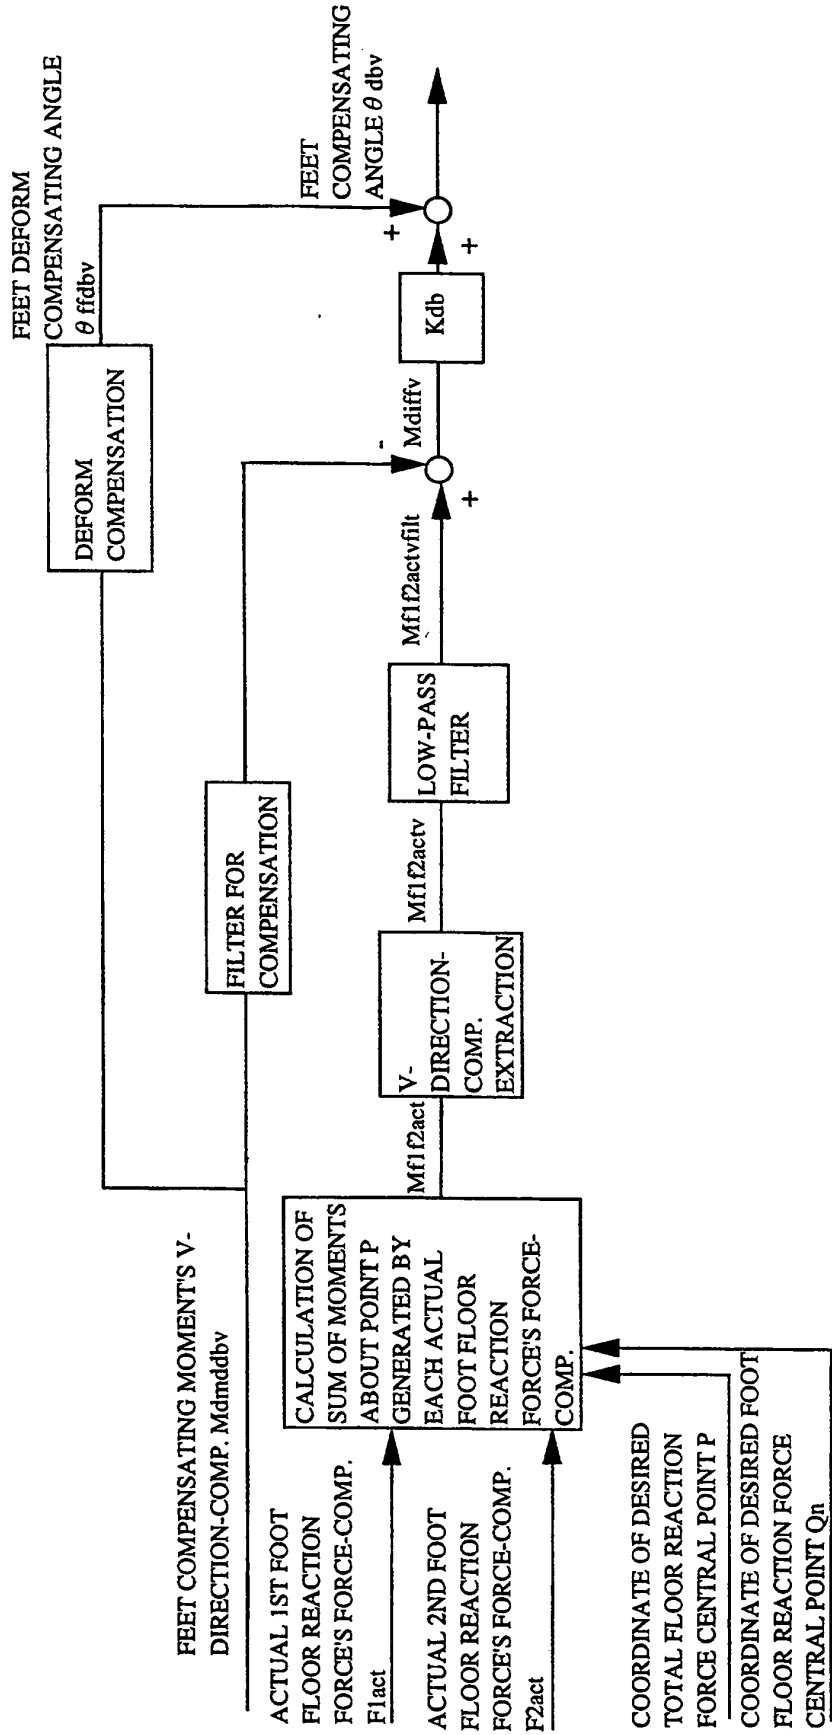 FEET COMPENSATING MOMENT'S V-
DIRECTION-COMP. Mdmddbv
DEFORM
COMPENSATION
FEET DEFORM
COMPENSATING ANGLE
θ ffdbv
FILTER FOR
COMPENSATION
ACTUAL 1ST FOOT
FLOOR REACTION
FORCE'S FORCE-COMP.
F1act
ACTUAL 2ND FOOT
FLOOR REACTION
FORCE'S FORCE-COMP.
F2act
COORDINATE OF DESIRED
TOTAL FLOOR REACTION
FORCE CENTRAL POINT P
COORDINATE OF DESIRED FOOT
FLOOR REACTION FORCE
CENTRAL POINT Qn
CALCULATION OF
SUM OF MOMENTS
ABOUT POINT P
GENERATED BY
EACH ACTUAL
FOOT FLOOR
REACTION
FORCE'S FORCE-
COMP.
Mf1f2act
V-
DIRECTION-
COMP.
EXTRACTION
Mf1f2actv
LOW-PASS
FILTER
Mf1f2actvfilt
+
-
Mdiffv
Kdb
+
+
FEET
COMPENSATING
ANGLE θ dbv